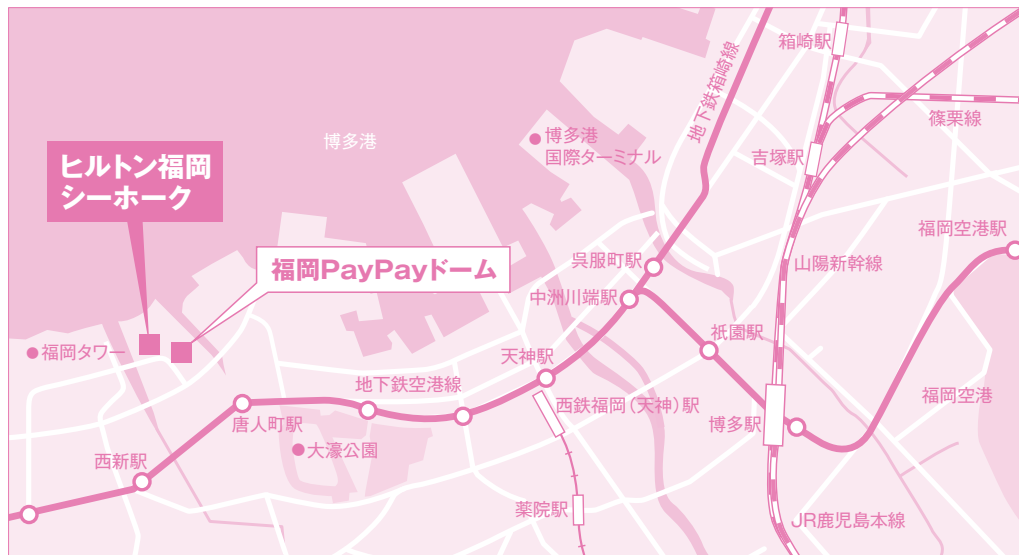 箱崎駅
地下鉄箱崎線
篠栗線
博多港
博多港
国際ターミナル
吉塚駅
ヒルトン福岡
シーホーク
福岡空港駅
福岡PayPayドーム
呉服町駅
山陽新幹線
中洲川端駅
祇園駅
福岡タワー
天神駅
地下鉄空港線
福岡空港
西鉄福岡(天神)駅
唐人町駅
博多駅
大濠公園
西新駅
薬院駅
JR鹿児島本線